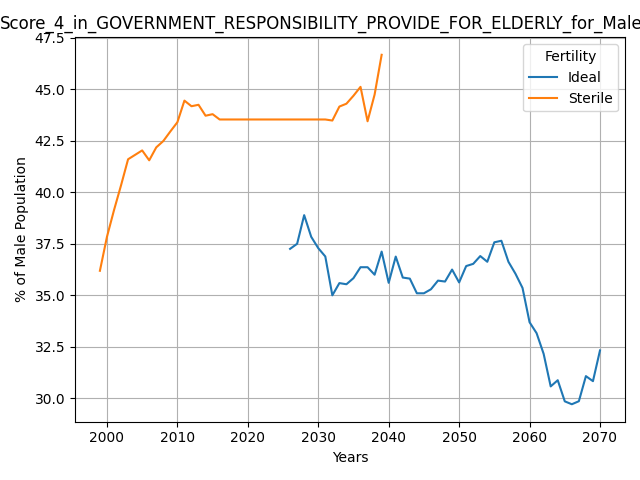 Score_4_in_GOVERNMENT_RESPONSIBILITY_PROVIDE_FOR_ELDERLY_for_Male
47.5
45.0
42.5
40.0
37.5
35.0
32.5
30.0
% of Male Population
Fertility
Ideal
Sterile
2000 2010 2020 2030 2040 2050 2060 2070
Years